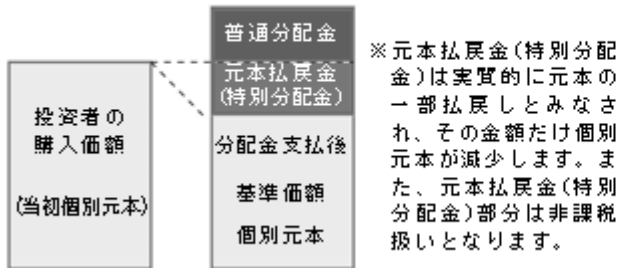 投資者の
購入価額
(当初個別元本)
普通分配金
元本払戻金
(特別分配金)
分配金支払後
基準価額
個別元本
※元本払戻金(特別分配
金)は実質的に元本の
一部払戻しとみなさ
れ、その金額だけ個別
元本が減少します。ま
た、元本払戻金(特別
分配金)部分は非課税
扱いとなります。